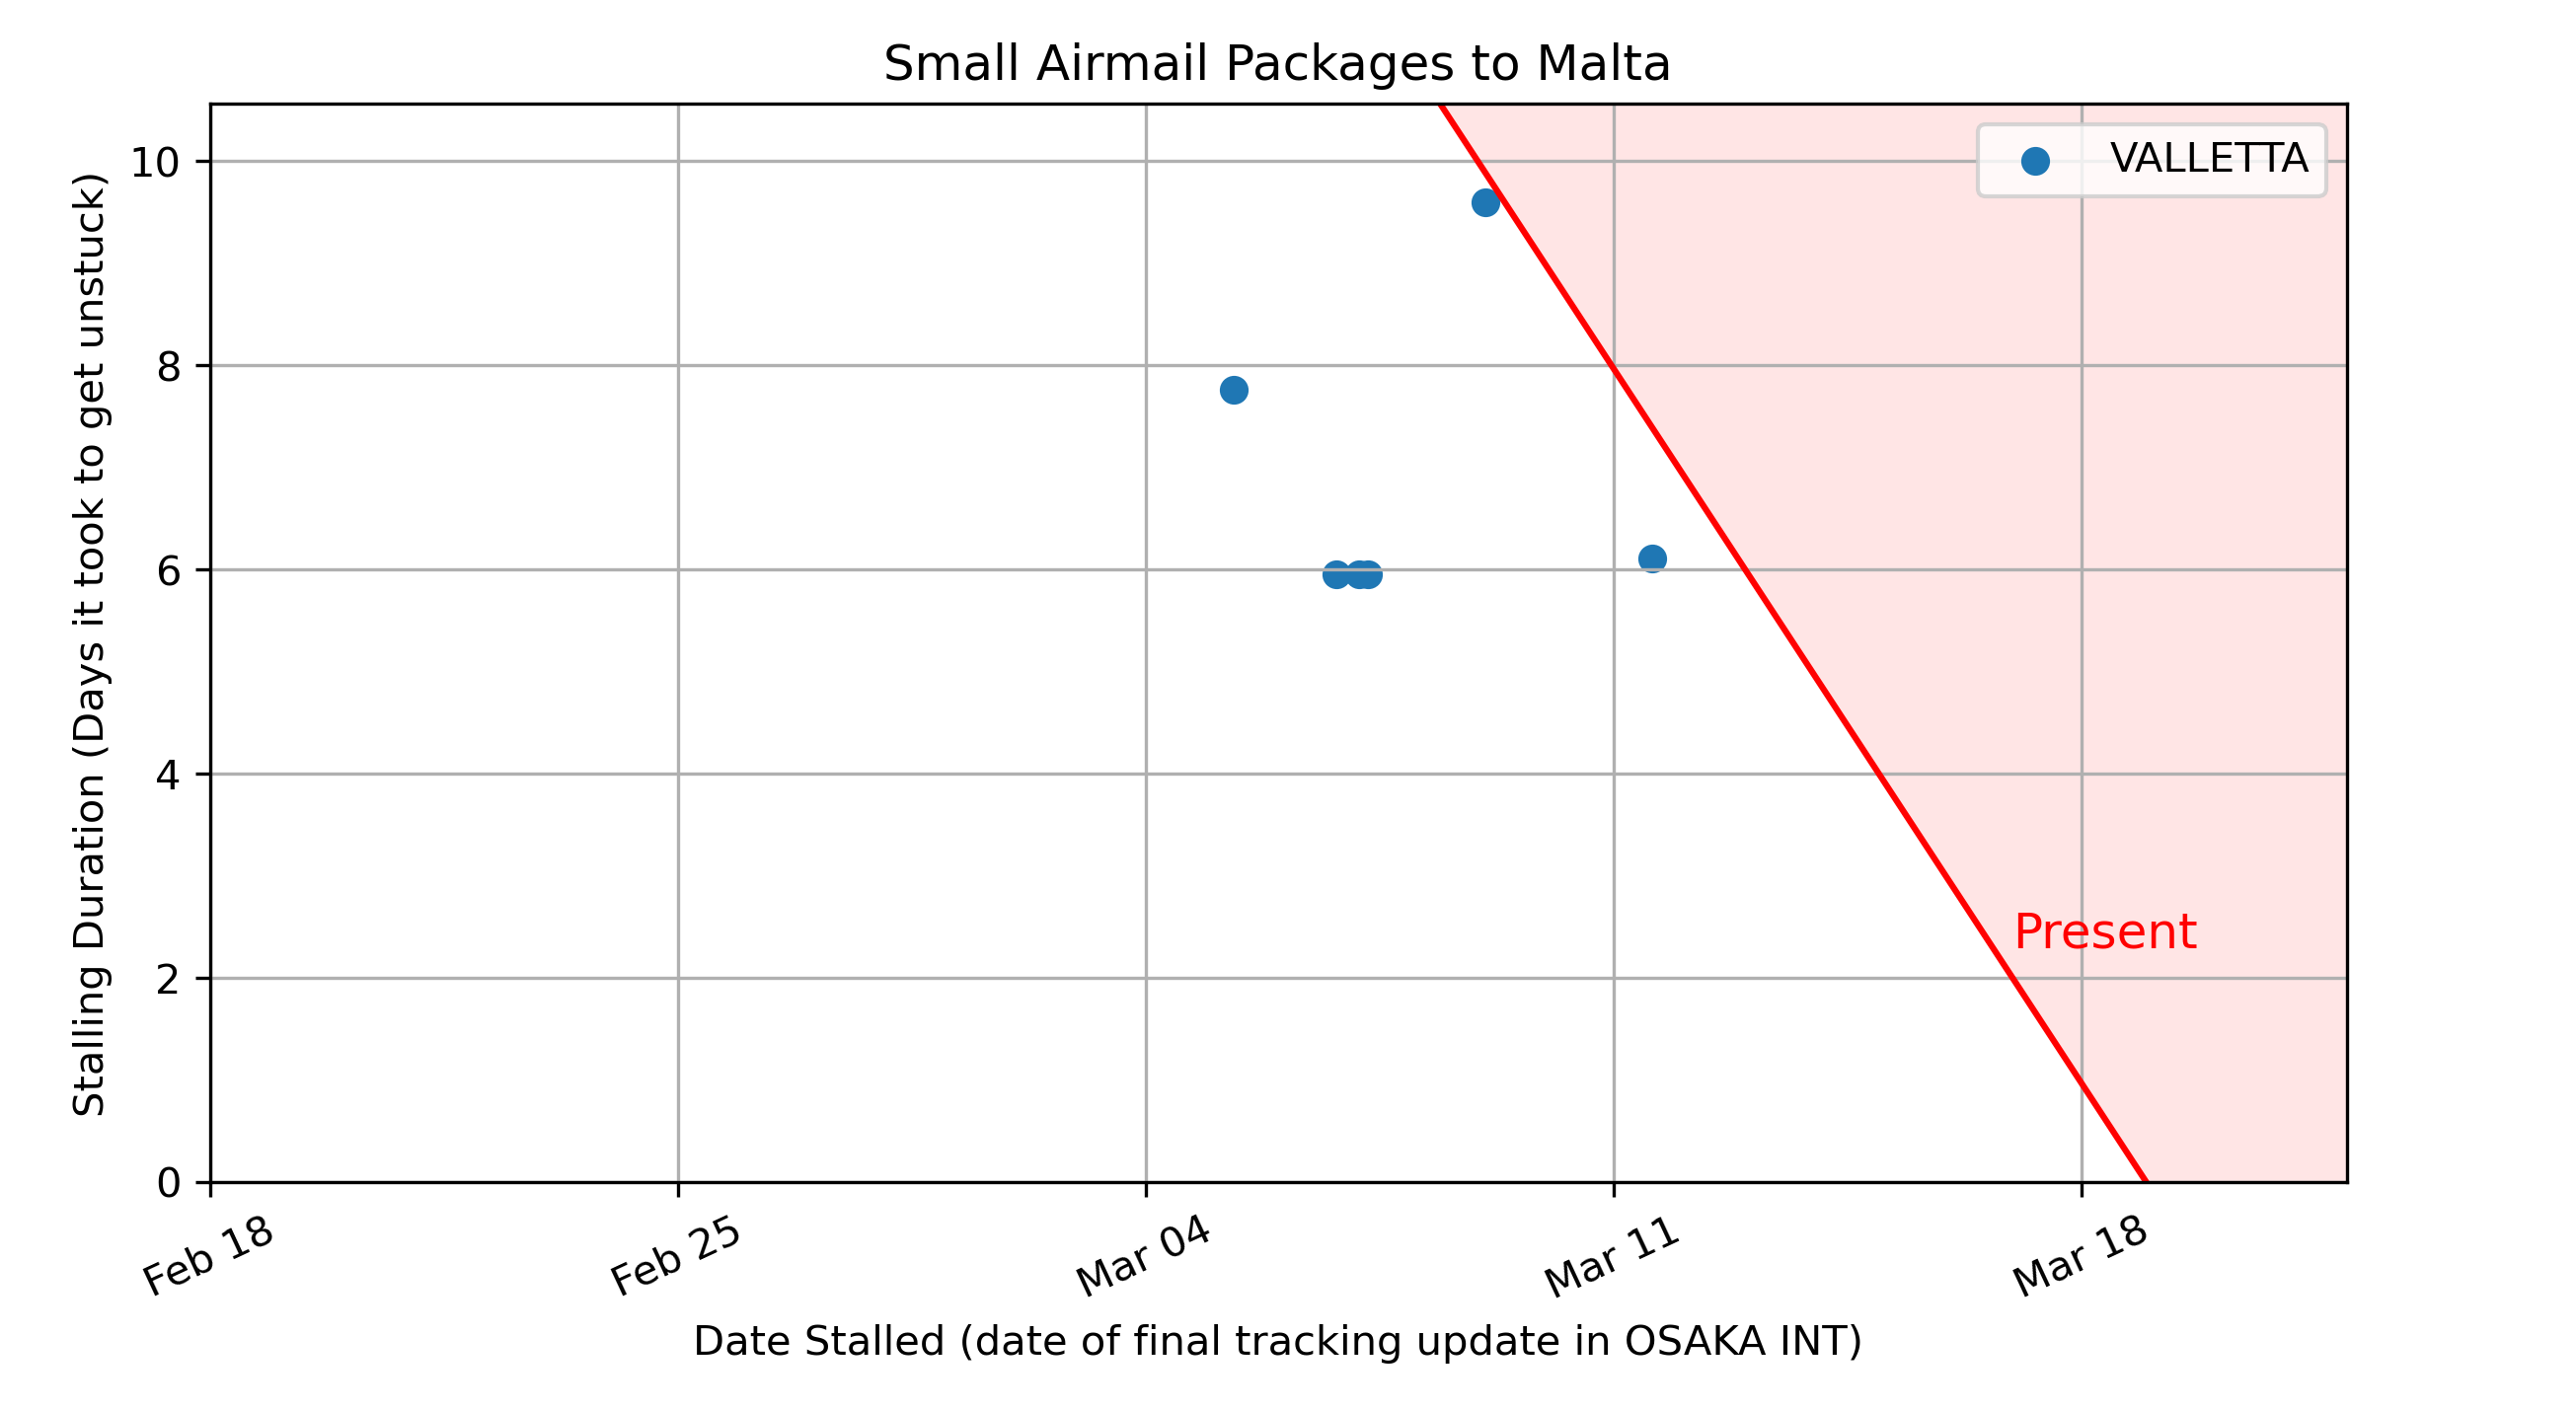 Small Airmail Packages to Malta
VALLETTA
Stalling Duration (Days it took to get unstuck)
10
8
6
4
2
0
Present
Feb 18
Feb 25
Mar 04
Mar 11
Mar 18
Date Stalled (date of final tracking update in OSAKA INT)